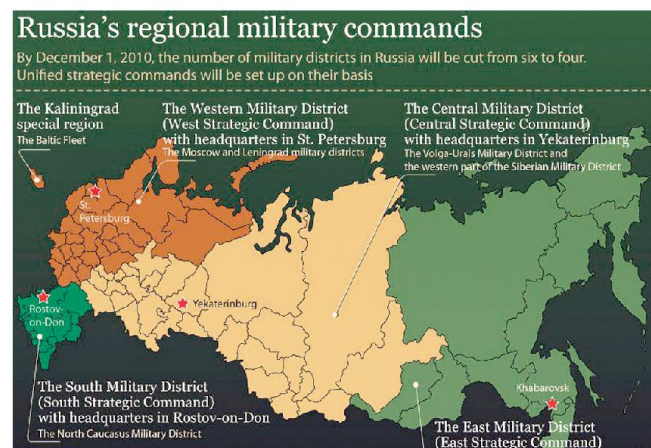 Russia's regional military commands
By December 1, 2010, the number of military districts in Russia will be cut from six to four.
Unified strategic commands will be set up on their basis
The Kaliningrad
special region
The Baltic Fleet
The Western Military District
(West Strategic Command)
with headquarters in St. Petersburg
The Moscow and Leningrad military districts
The Central Military District
(Central Strategic Command)
with headquarters in Yekaterinburg
The Volga-Urals Military District and
the western part of the Siberian Military District
St.
Petersburg
Yekaterinburg
Rostov-
on-Don
Khabarovsk
The South Military District
(South Strategic Command)
with headquarters in Rostov-on-Don
The North Caucasus Military District
The East Military District
(East Strategic Command)